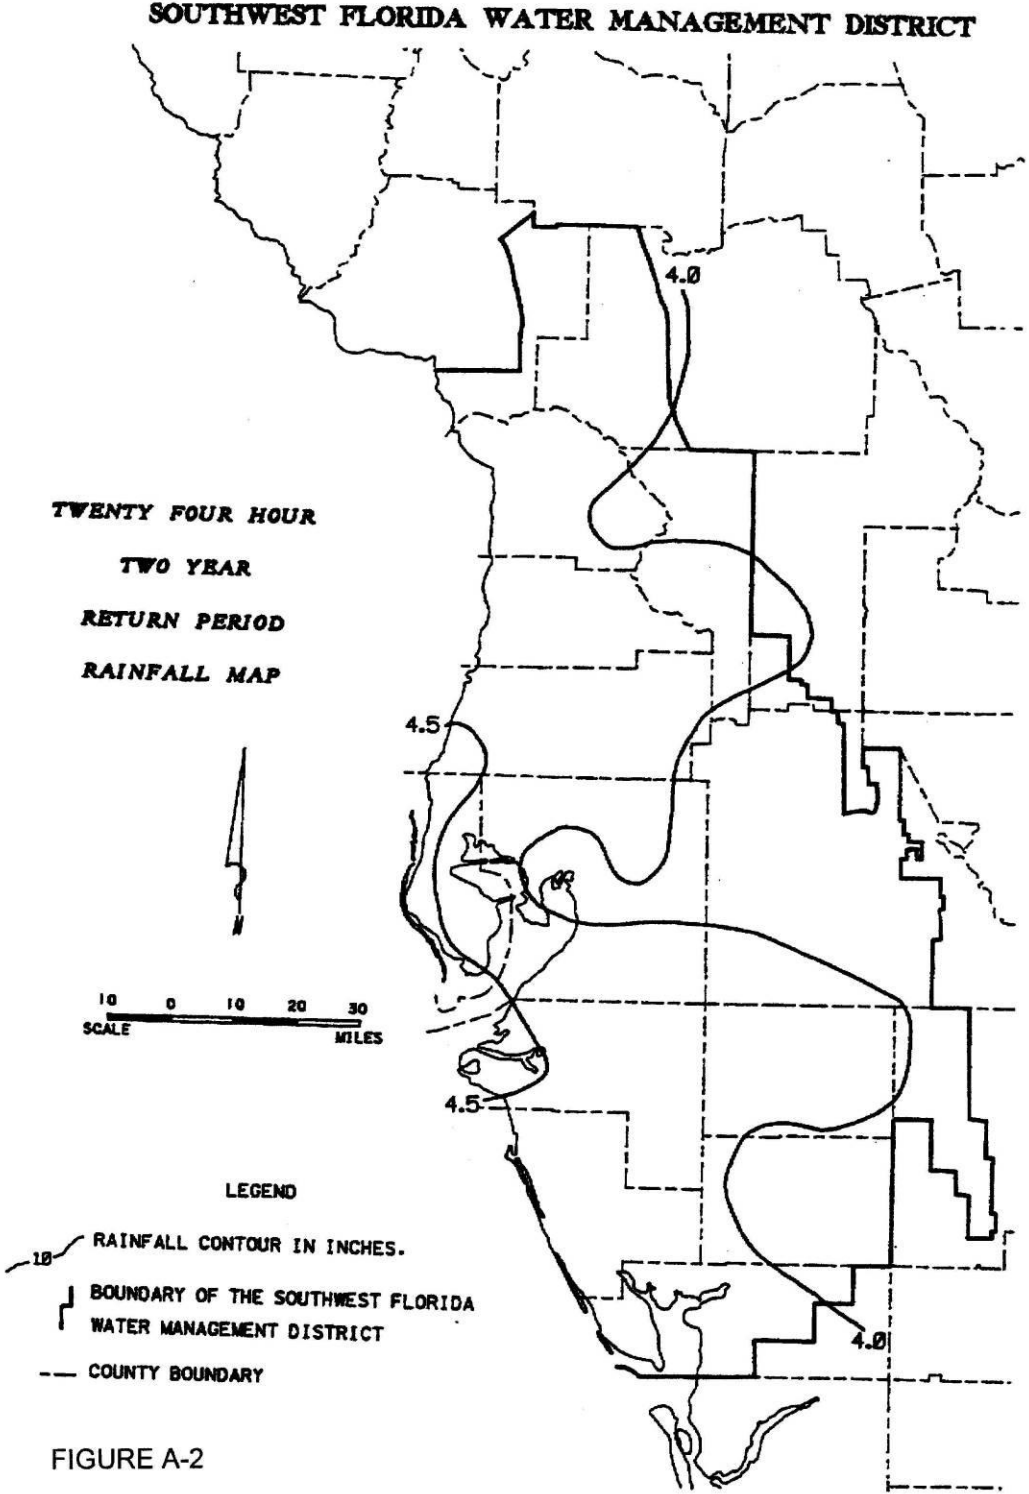 SOUTHWEST FLORIDA WATER MANAGEMENT DISTRICT
4.0
TWENTY FOUR HOUR
TWO YEAR
RETURN PERIOD
RAINFALL MAP
4.5
N
10 0 10 20 30
SCALE MILES
4.5
LEGEND
10 RAINFALL CONTOUR IN INCHES.
BOUNDARY OF THE SOUTHWEST FLORIDA
WATER MANAGEMENT DISTRICT
COUNTY BOUNDARY
4.0
FIGURE A-2